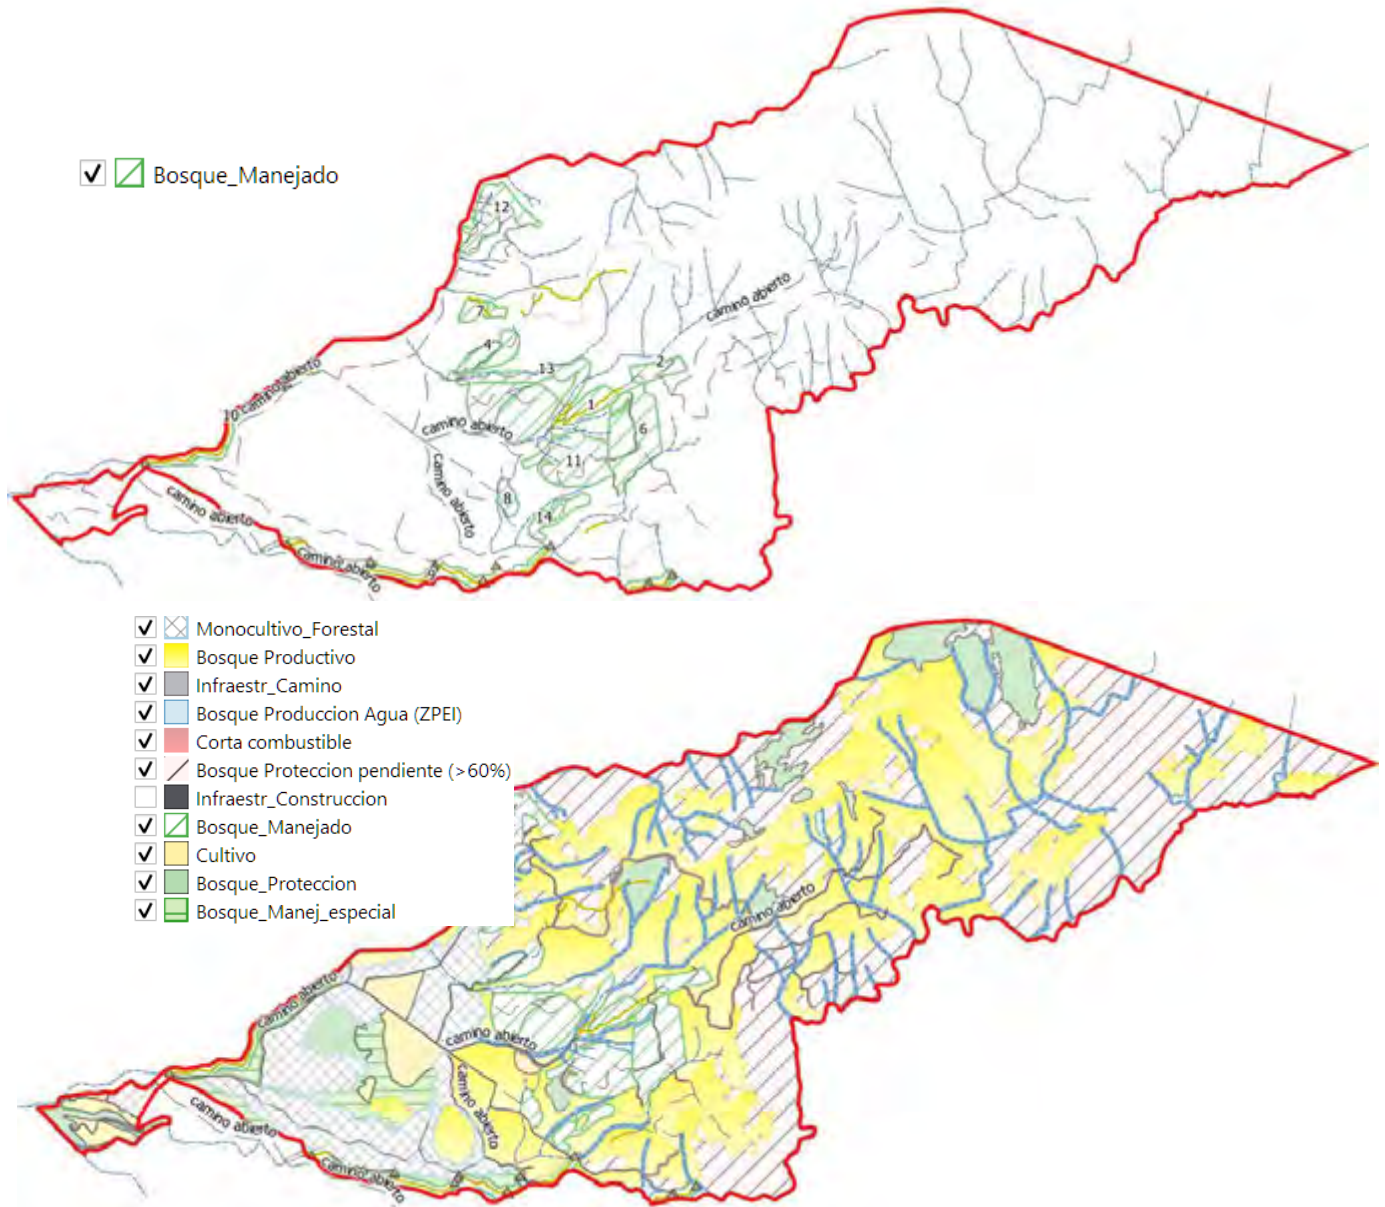 Bosque_Manejado
12
7
4
13
2
1
6
11
8
14
10
camino abierto
camino abierto
camino abierto
camino abierto
camino abierto
camino abierto
Monocultivo_Forestal
Bosque Productivo
Infraestr_Camino
Bosque Produccion Agua (ZPEI)
Corta combustible
Bosque Proteccion pendiente (>60%)
Infraestr_Construccion
Bosque_Manejado
Cultivo
Bosque_Proteccion
Bosque_Manej_especial
camino abierto
camino abierto
camino abierto
camino abierto
camino abierto
camino abierto